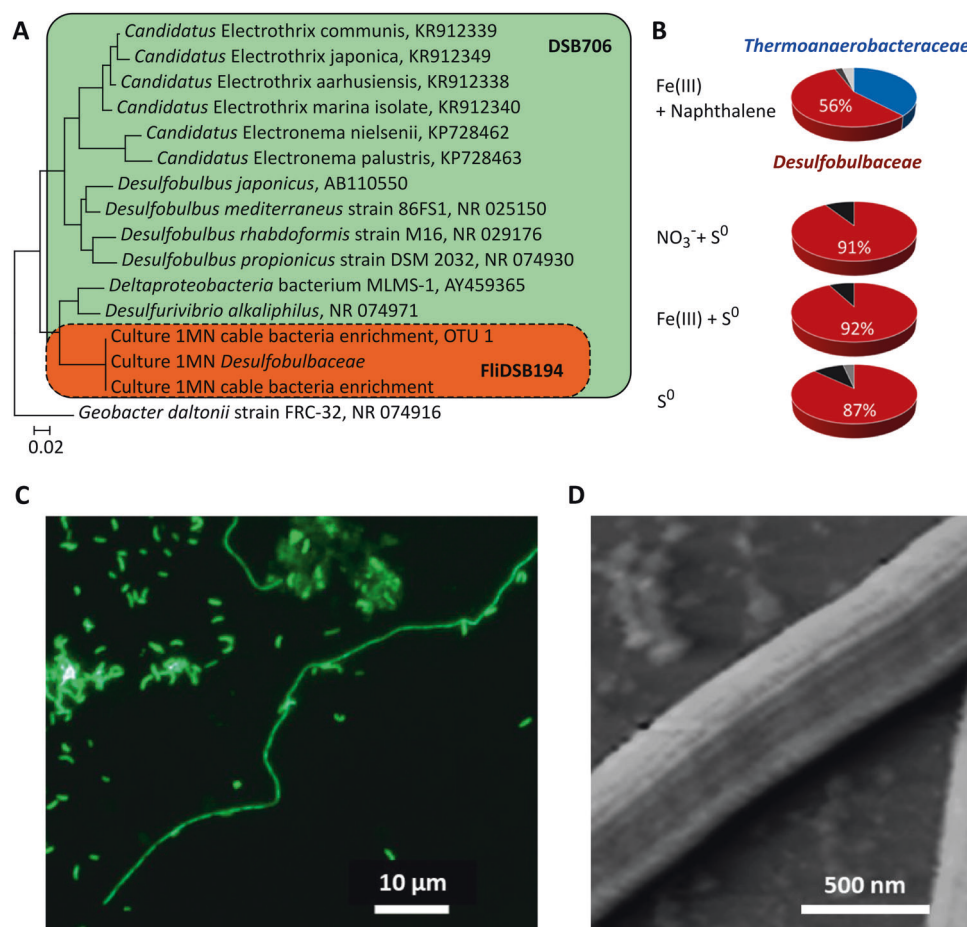 A
Candidatus Electrothrix communis, KR912339
Candidatus Electrothrix japonica, KR912349
Candidatus Electrothrix aarhusiensis, KR912338
Candidatus Electrothrix marina isolate, KR912340
Candidatus Electronema nielsenii, KP728462
Candidatus Electronema palustris, KP728463
Desulfobulbus japonicus, AB110550
Desulfobulbus mediterraneus strain 86FS1, NR 025150
Desulfobulbus rhabdoformis strain M16, NR 029176
Desulfobulbus propionicus strain DSM 2032, NR 074930
Deltaproteobacteria bacterium MLMS-1, AY459365
Desulfurivibrio alkaliphilus, NR 074971
Culture 1MN cable bacteria enrichment, OTU 1
Culture 1MN Desulfobulbaceae
Culture 1MN cable bacteria enrichment
Geobacter daltonii strain FRC-32, NR 074916
DSB706
FliDSB194
0.02
B
Thermoanaerobacteraceae
Fe(III)
+ Naphthalene
56%
Desulfobulbaceae
NO₃⁻+ S⁰
91%
Fe(III) + S⁰
92%
S⁰
87%
C
10 µm
D
500 nm